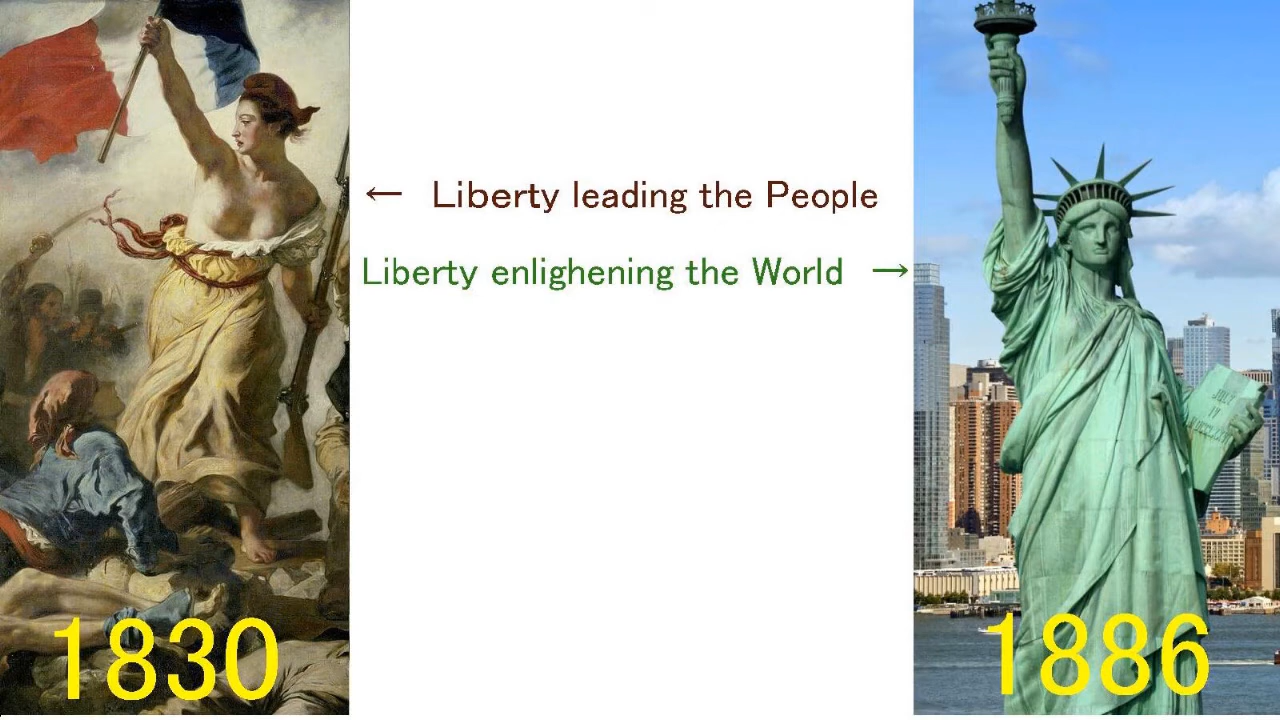 ← Liberty leading the People
Liberty enlighening the World →
1830
1886